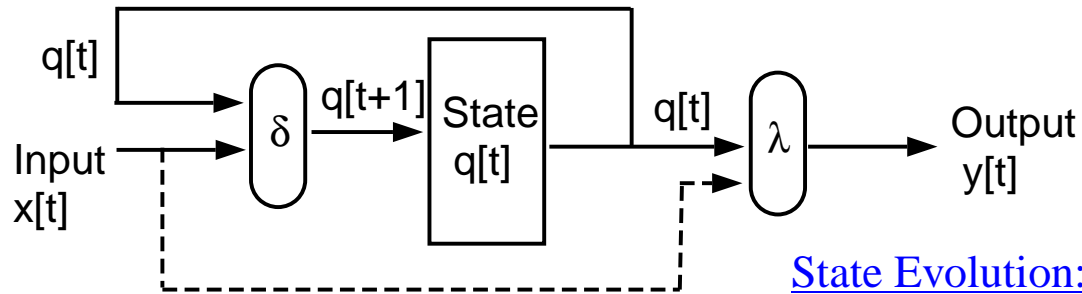 q[t]
δ
q[t+1]
State
q[t]
q[t]
λ
Output
y[t]
Input
x[t]
State Evolution: